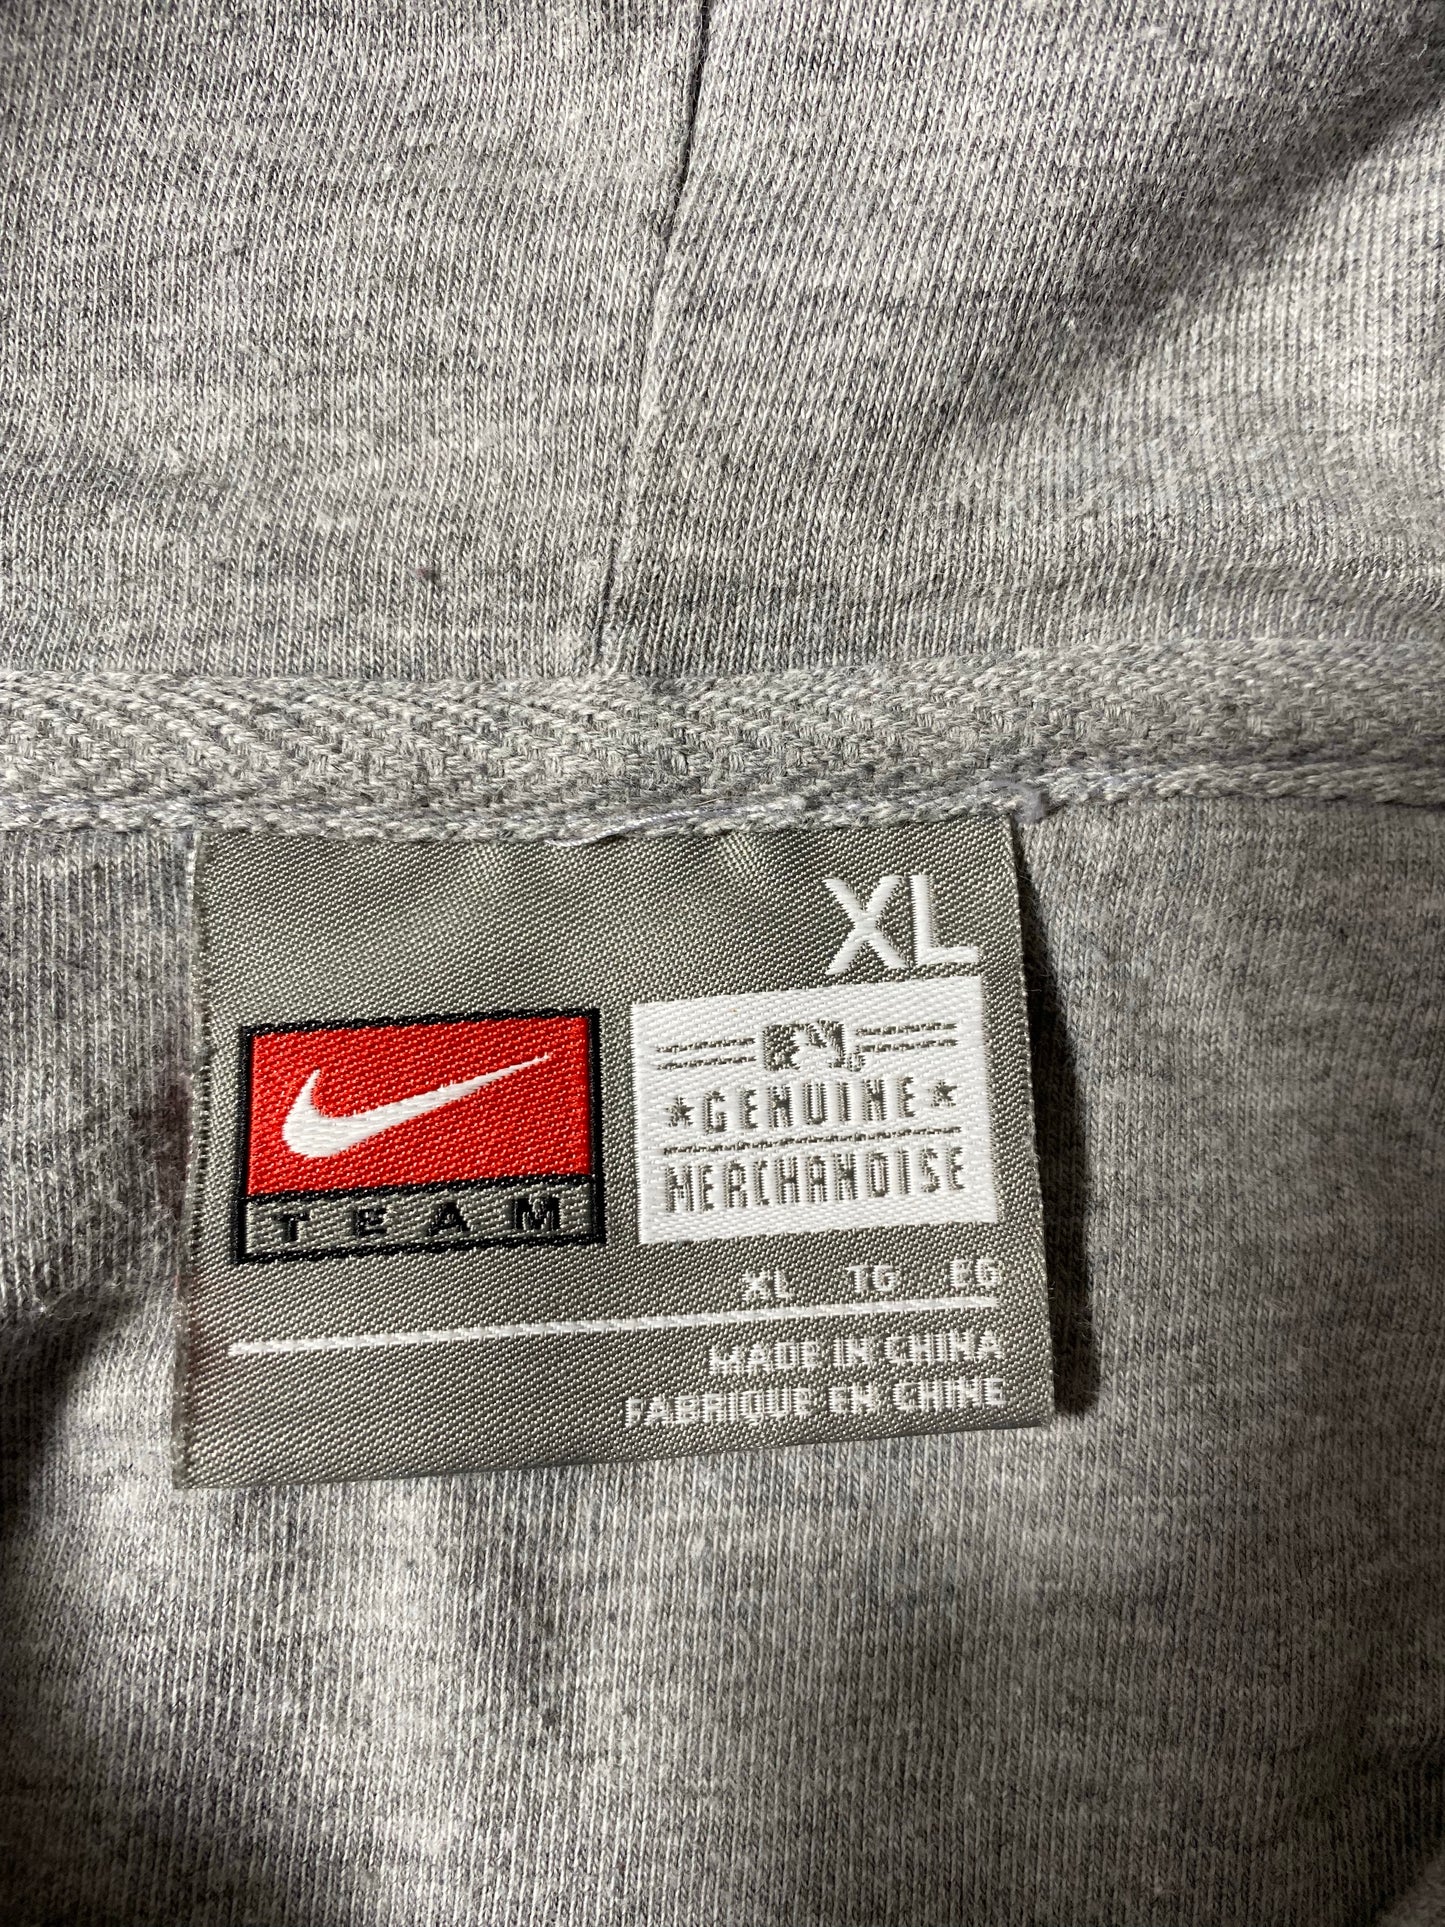 XL
★GENUINE★
MERCHANDISE
TEAM
XL TG EG
MADE IN CHINA
FABRIQUE EN CHINE